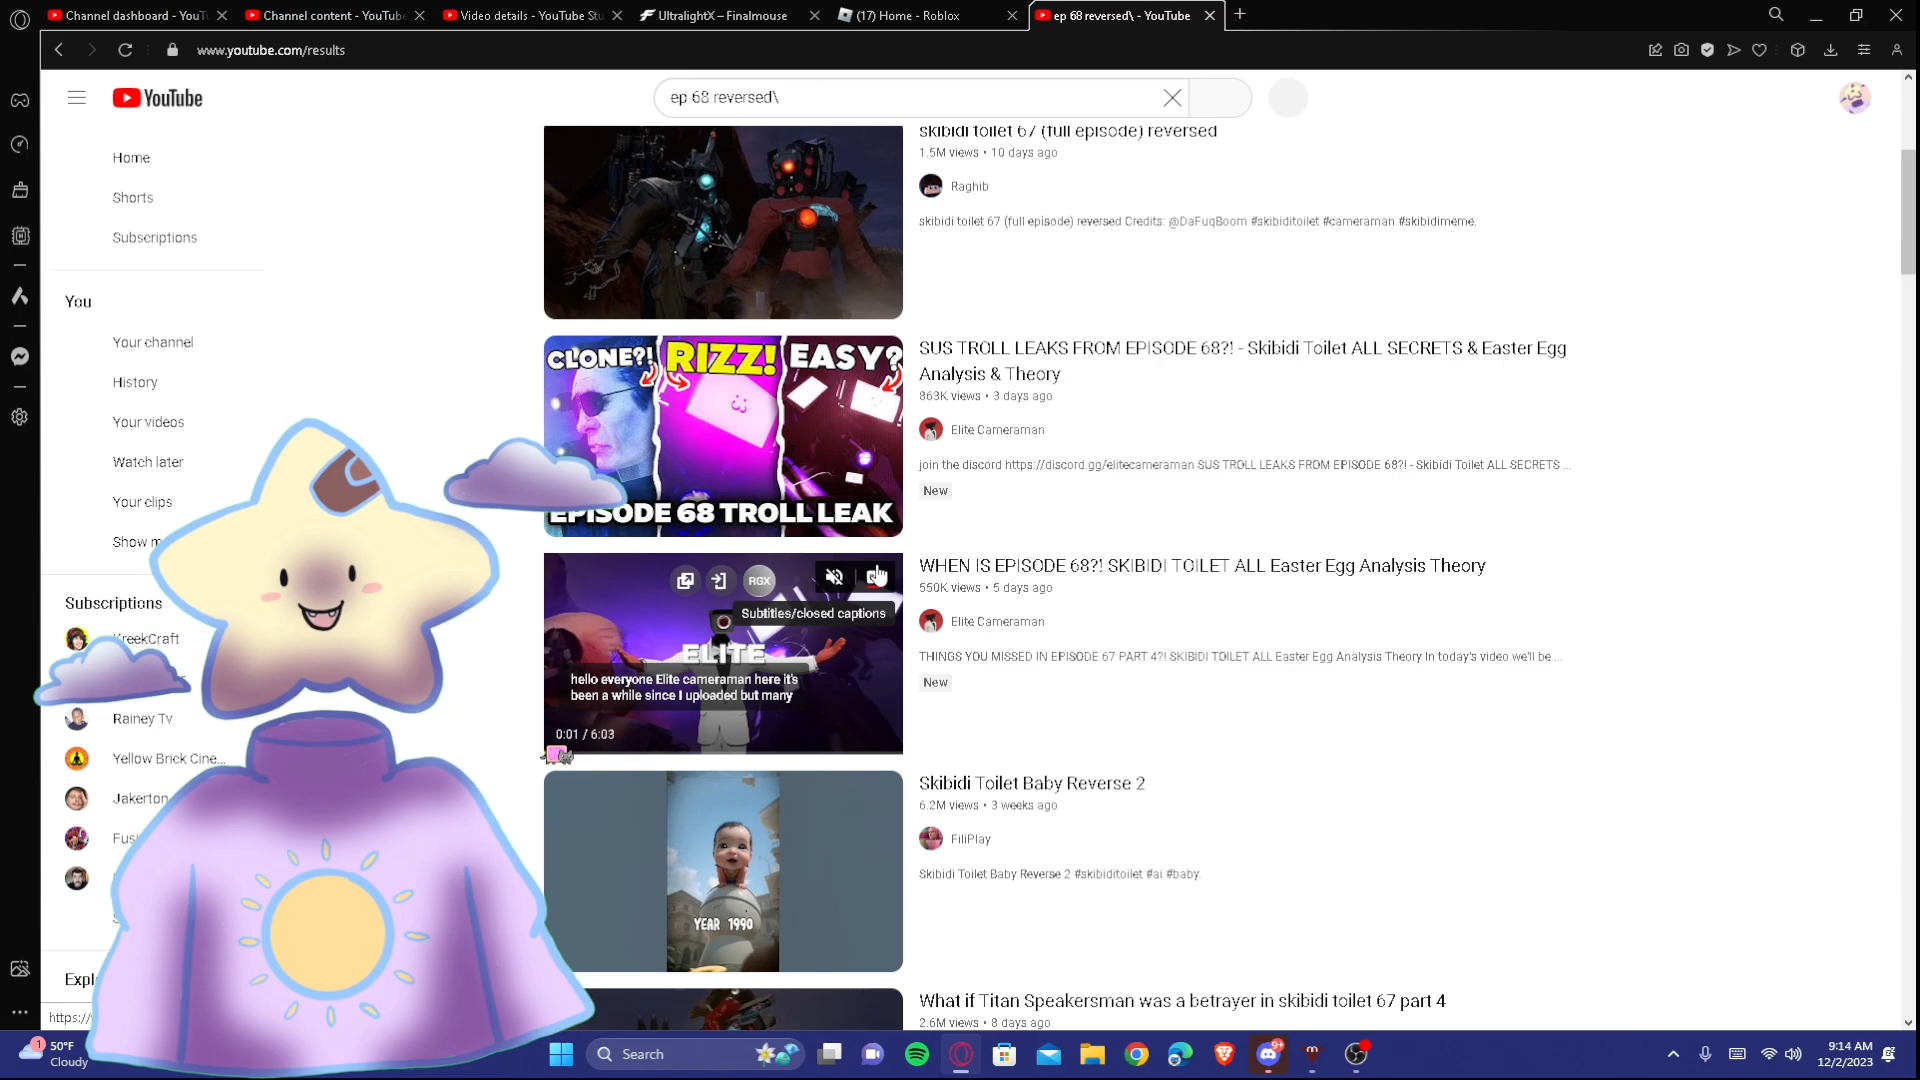 Channel dashboard - YouT
Channel content - YouTube
Video details - YouTube Stu
UltralightX – Finalmouse
(17) Home - Roblox
ep 68 reversed\ - YouTube
www.youtube.com/results
YouTube
ep 68 reversed\
Home
Shorts
Subscriptions
You
Your channel
History
Your videos
Watch later
Your clips
Show m
Subscriptions
KreekCraft
Rainey Tv
Yellow Brick Cine...
Jakerton
Fusi
Expl
https://
skibidi toilet 67 (full episode) reversed
1.5M views • 10 days ago
Raghib
skibidi toilet 67 (full episode) reversed Credits: @DaFuqBoom #skibiditoilet #cameraman #skibidimeme.
CLONE?! RIZZ! EASY?
EPISODE 68 TROLL LEAK
SUS TROLL LEAKS FROM EPISODE 68?! - Skibidi Toilet ALL SECRETS & Easter Egg
Analysis & Theory
863K views • 3 days ago
Elite Cameraman
join the discord https://discord.gg/elitecameraman SUS TROLL LEAKS FROM EPISODE 68?! - Skibidi Toilet ALL SECRETS ...
New
RGX
Subtitles/closed captions
ELITE
hello everyone Elite cameraman here it's
been a while since I uploaded but many
0:01 / 6:03
WHEN IS EPISODE 68?! SKIBIDI TOILET ALL Easter Egg Analysis Theory
550K views • 5 days ago
Elite Cameraman
THINGS YOU MISSED IN EPISODE 67 PART 4?! SKIBIDI TOILET ALL Easter Egg Analysis Theory In today's video we'll be ...
New
YEAR 1990
Skibidi Toilet Baby Reverse 2
6.2M views • 3 weeks ago
FiliPlay
Skibidi Toilet Baby Reverse 2 #skibiditoilet #ai #baby.
What if Titan Speakersman was a betrayer in skibidi toilet 67 part 4
2.6M views • 8 days ago
1
50°F
Cloudy
Search
9+
9:14 AM
12/2/2023